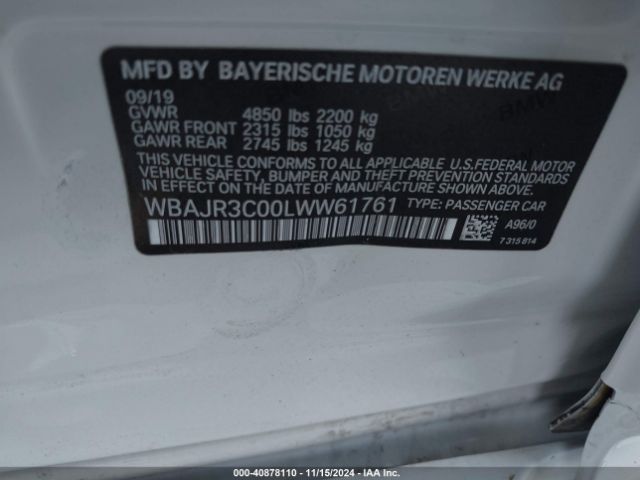 MFD BY BAYERISCHE MOTOREN WERKE AG
09/19
GVWR 4850 lbs 2200 kg
GAWR FRONT 2315 lbs 1050 kg
GAWR REAR 2745 lbs 1245 kg
THIS VEHICLE CONFORMS TO ALL APPLICABLE U.S.FEDERAL MOTOR
VEHICLE SAFETY, BUMPER AND THEFT PREVENTION STANDARDS
IN EFFECT ON THE DATE OF MANUFACTURE SHOWN ABOVE.
WBAJR3C00LWW61761 TYPE: PASSENGER CAR
A96/0
7 315 814
000-40878110 - 11/15/2024 - IAA Inc.